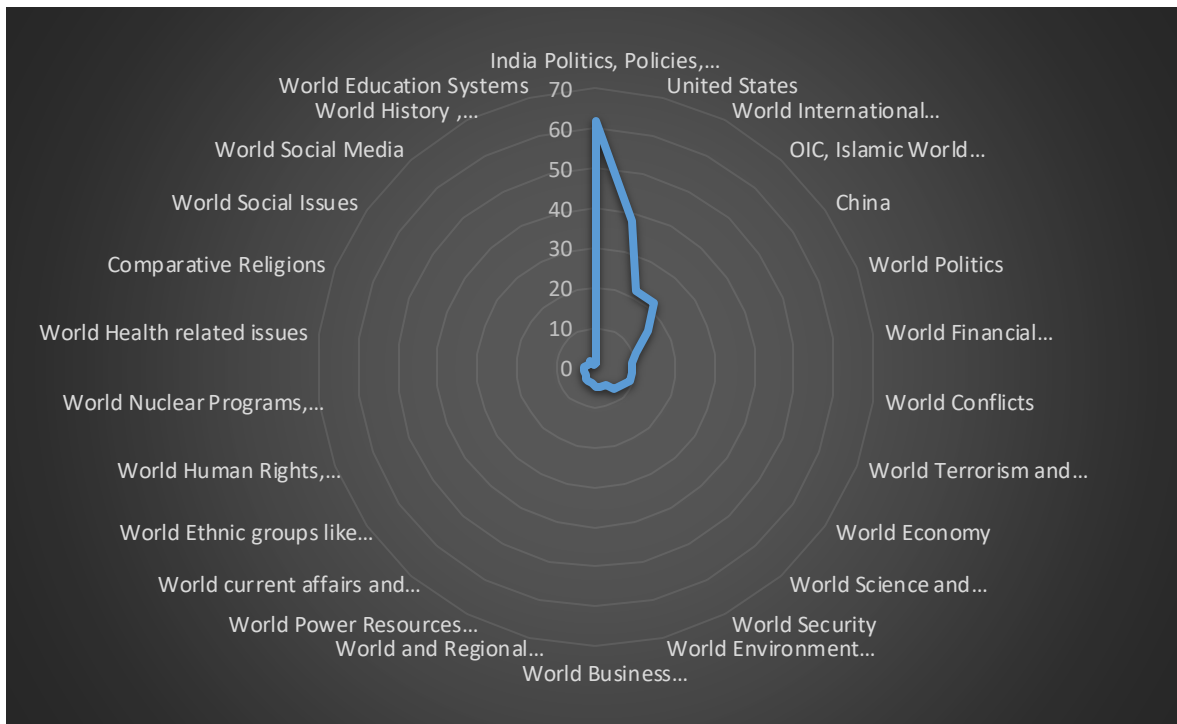 India Politics, Policies,…
World Education Systems
United States
World History ,…
World International…
World Social Media
OIC, Islamic World…
World Social Issues
China
Comparative Religions
World Politics
World Health related issues
World Financial…
World Nuclear Programs,…
World Conflicts
World Human Rights,…
World Terrorism and…
World Ethnic groups like…
World Economy
World current affairs and…
World Science and…
World Power Resources…
World Security
World and Regional…
World Environment…
World Business…
70
60
50
40
30
20
10
0